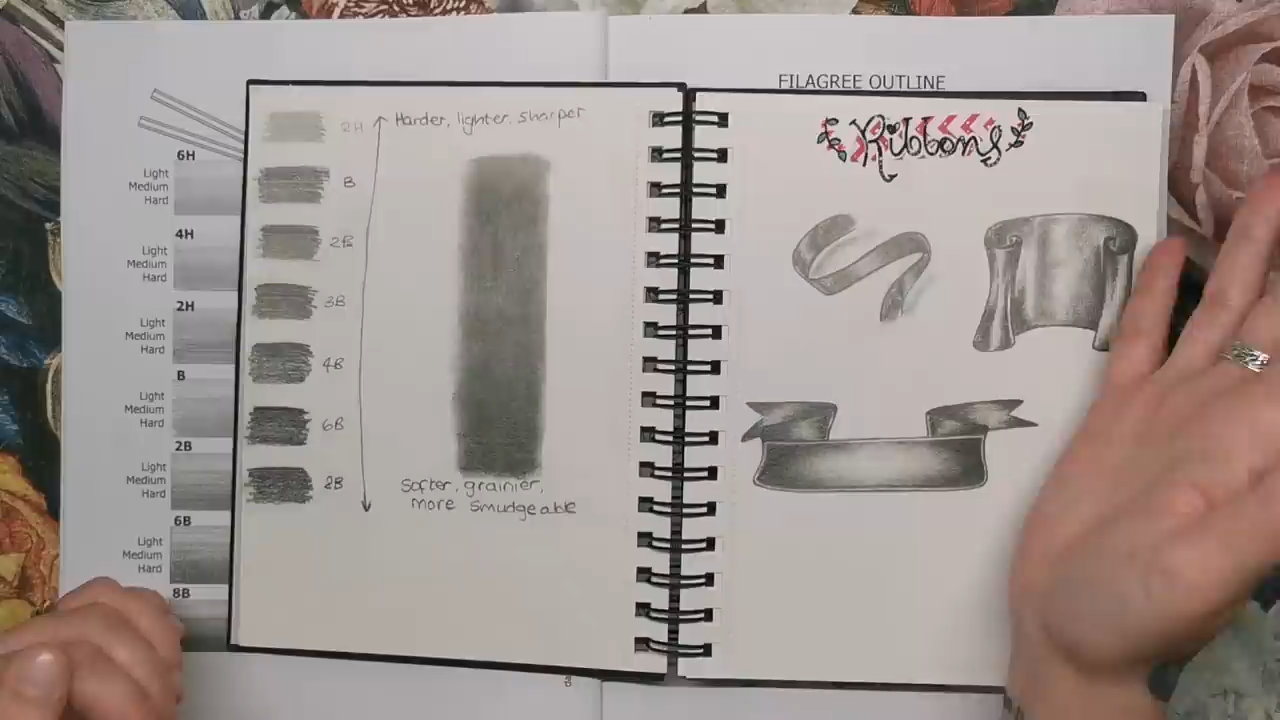 FILAGREE OUTLINE
6H
Light
Medium
Hard
4H
Light
Medium
Hard
2H
Light
Medium
Hard
B
Light
Medium
Hard
2B
Light
Medium
Hard
6B
Light
Medium
Hard
8B
2H
B
2B
3B
4B
6B
8B
Harder, lighter, sharper
Softer, grainier,
more smudgeable
Ribbons